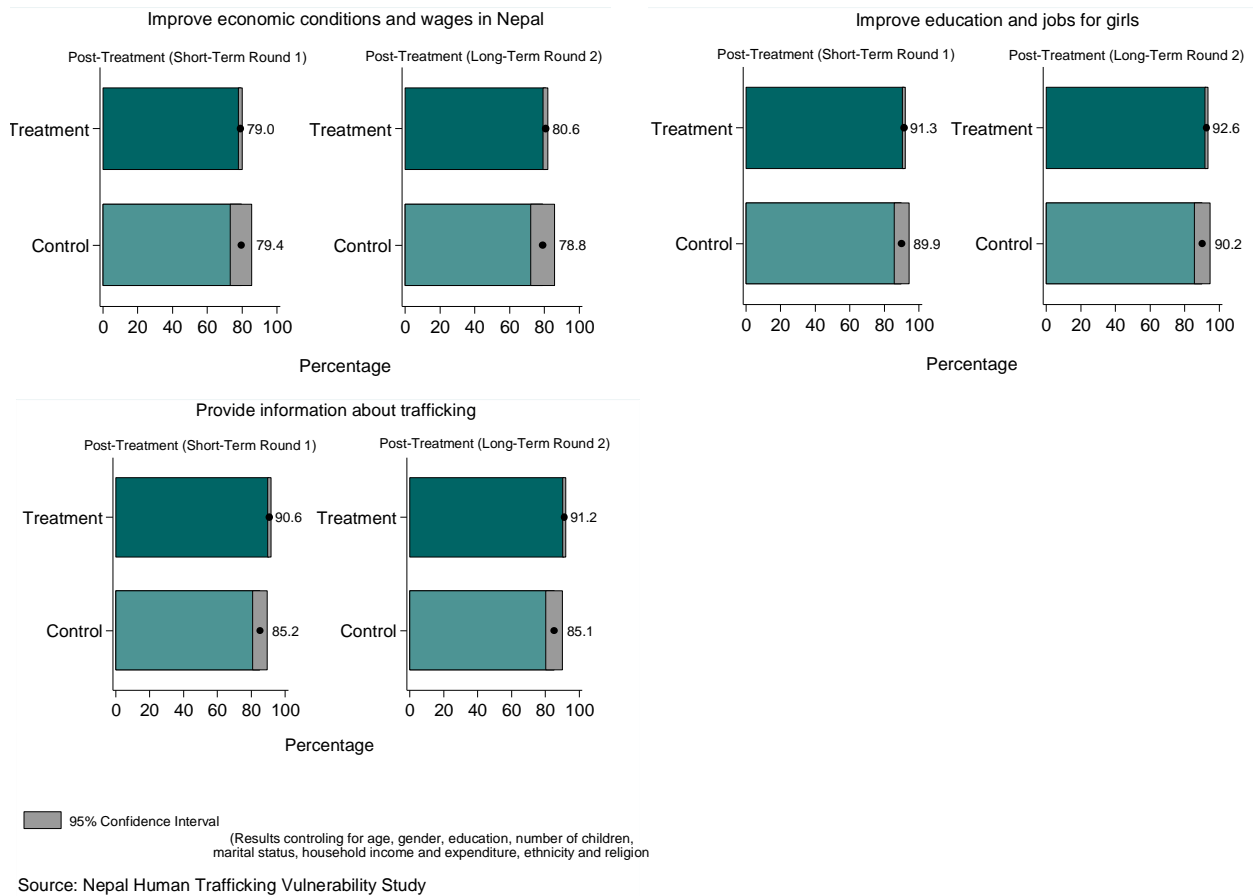 Improve economic conditions and wages in Nepal
Post-Treatment (Short-Term Round 1)
Treatment
79.0
Control
79.4
0 20 40 60 80 100
Post-Treatment (Long-Term Round 2)
Treatment
80.6
Control
78.8
0 20 40 60 80 100
Percentage
Improve education and jobs for girls
Post-Treatment (Short-Term Round 1)
Treatment
91.3
Control
89.9
0 20 40 60 80 100
Post-Treatment (Long-Term Round 2)
Treatment
92.6
Control
90.2
0 20 40 60 80 100
Percentage
Provide information about trafficking
Post-Treatment (Short-Term Round 1)
Treatment
90.6
Control
85.2
0 20 40 60 80 100
Post-Treatment (Long-Term Round 2)
Treatment
91.2
Control
85.1
0 20 40 60 80 100
Percentage
95% Confidence Interval
(Results controling for age, gender, education, number of children,
marital status, household income and expenditure, ethnicity and religion
Source: Nepal Human Trafficking Vulnerability Study